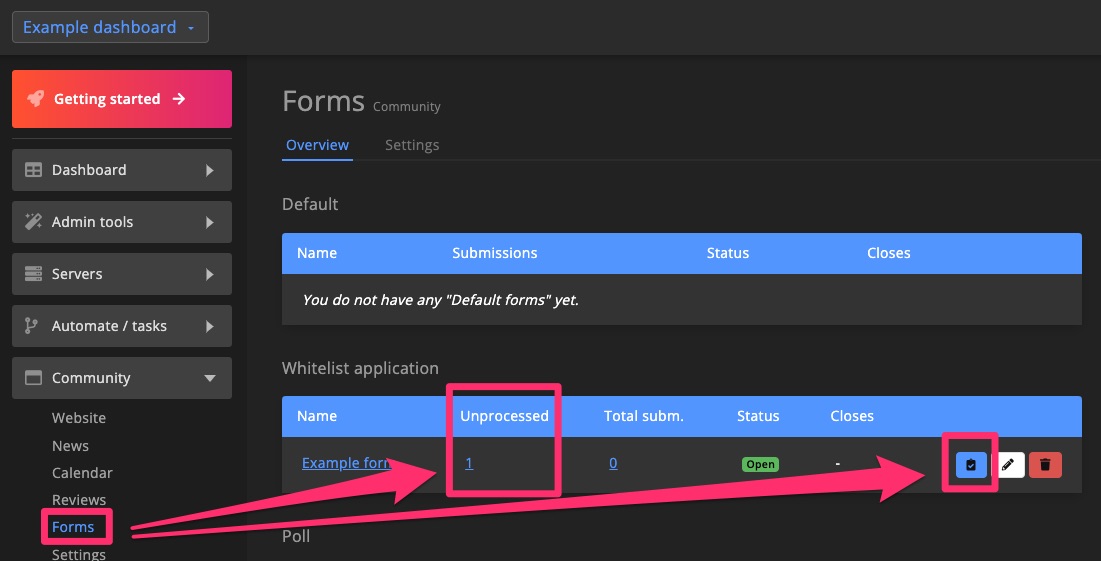 Example dashboard
Getting started
Dashboard
Admin tools
Servers
Automate / tasks
Community
Website
News
Calendar
Reviews
Forms
Settings
Forms Community
Overview Settings
Default
Name Submissions Status Closes
You do not have any "Default forms" yet.
Whitelist application
Name Unprocessed Total subm. Status Closes
Example form 1 0 Open -
Poll